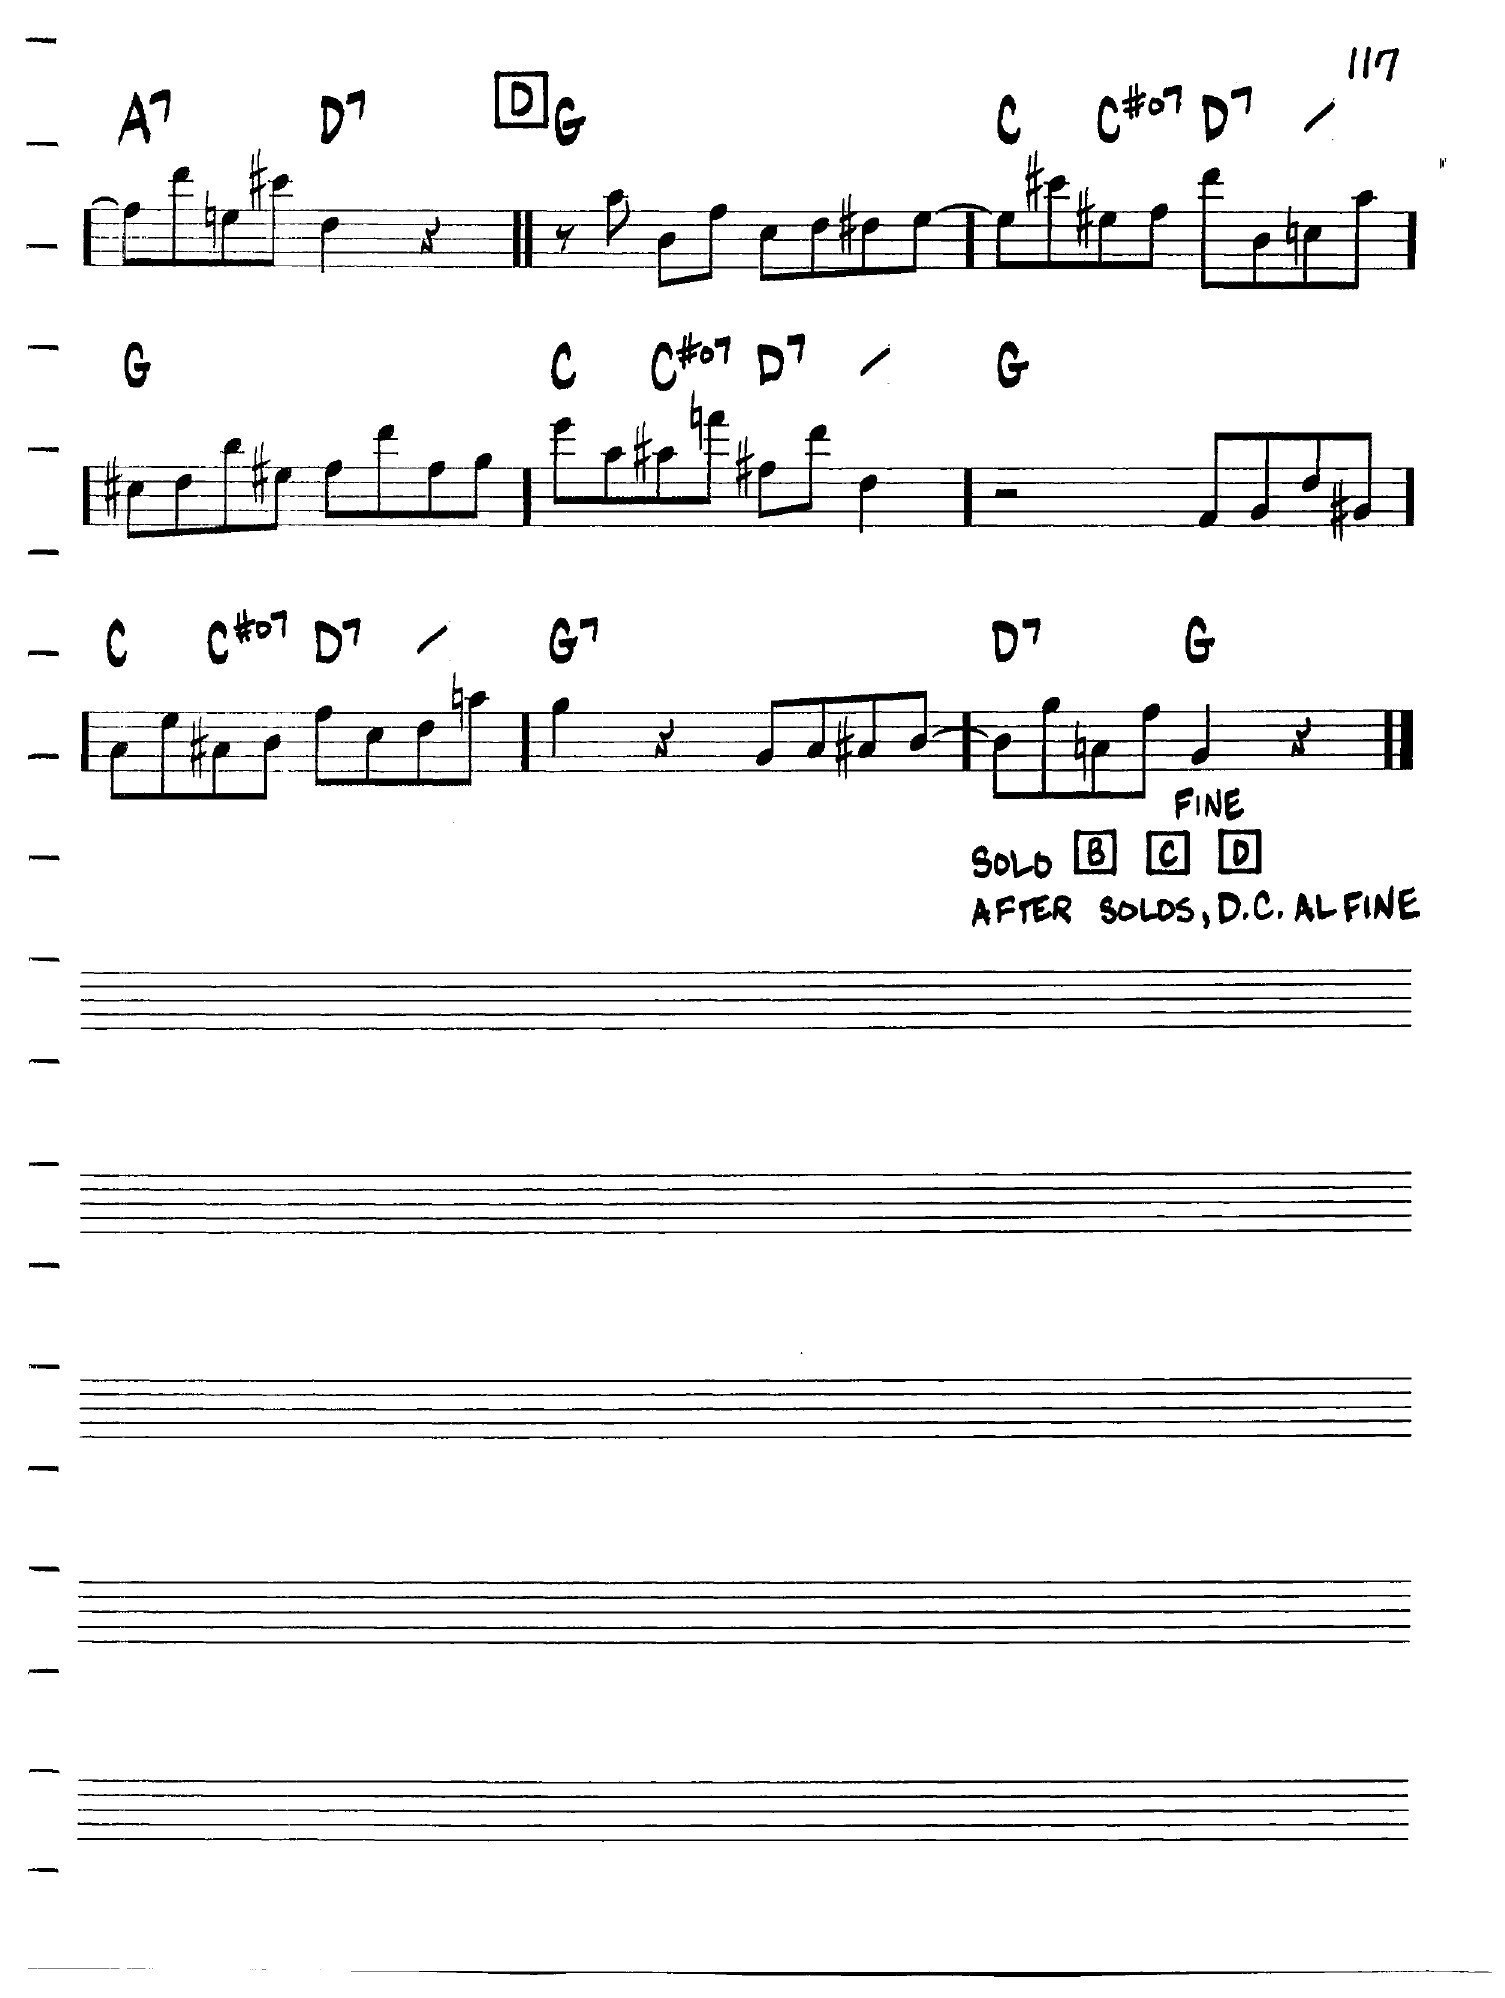 117
A7 D7 D G C C#o7 D7 /
G C C#o7 D7 / G
C C#o7 D7 / G7 D7 G
FINE
SOLO B C D
AFTER SOLOS, D.C. AL FINE